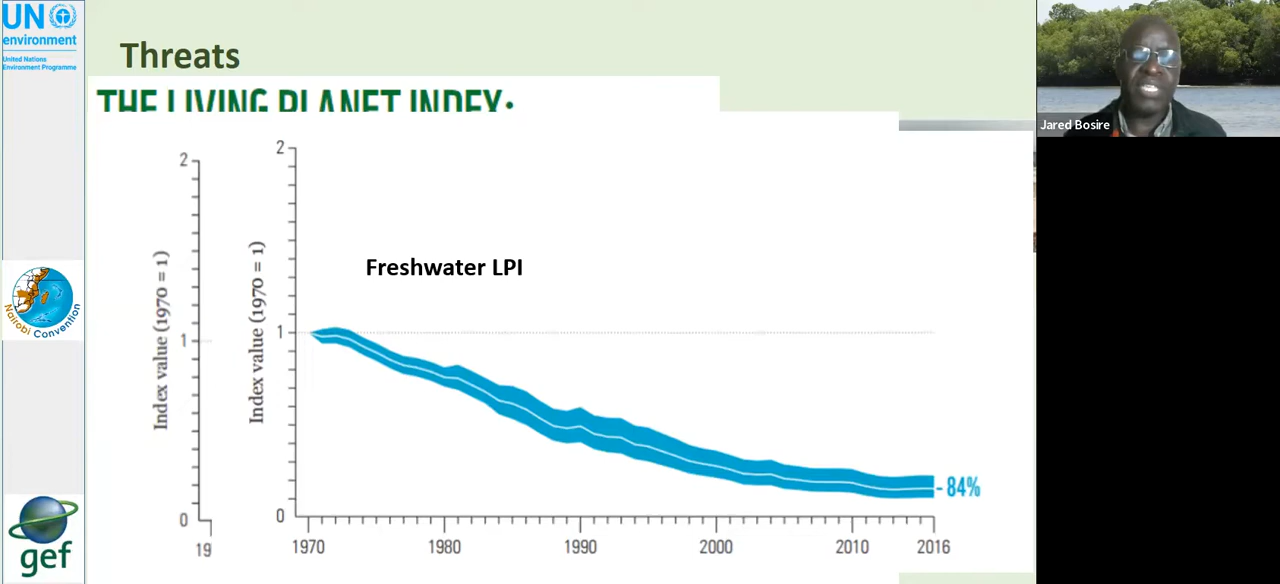 UN
environment
United Nations
Environment Programme
Threats
THE LIVING PLANET INDEX:
Jared Bosire
2
2
Index value (1970 = 1)
Index value (1970 = 1)
Freshwater LPI
1
1
- 84%
0
0
19
1970
1980
1990
2000
2010
2016
Nairobi Convention
gef